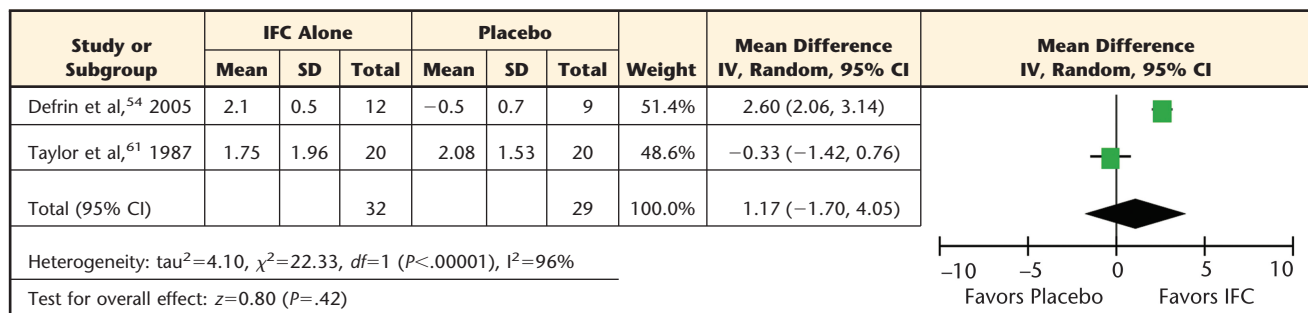 Study or Subgroup IFC Alone Placebo Weight Mean Difference IV, Random, 95% CI Mean Difference IV, Random, 95% CI
Mean SD Total Mean SD Total
Defrin et al,54 2005 2.1 0.5 12 −0.5 0.7 9 51.4% 2.60 (2.06, 3.14)
Taylor et al,61 1987 1.75 1.96 20 2.08 1.53 20 48.6% −0.33 (−1.42, 0.76)
Total (95% CI) 32 29 100.0% 1.17 (−1.70, 4.05)
Heterogeneity: tau²=4.10, χ²=22.33, df=1 (P<.00001), I²=96%
Test for overall effect: z=0.80 (P=.42)
−10 −5 0 5 10
Favors Placebo Favors IFC